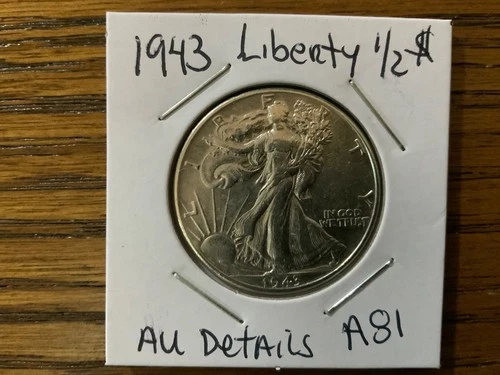 1943 Liberty 1/2 $
LIBERTY
IN GOD
WE TRUST
1943
AU Details A81